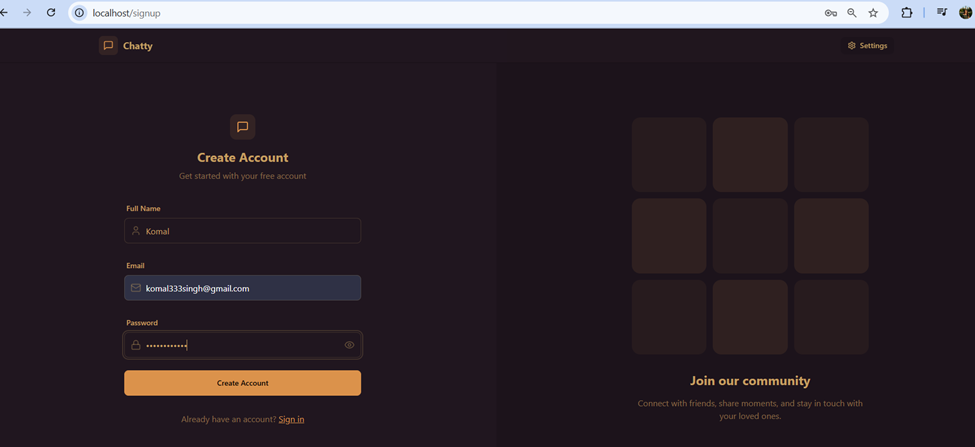 localhost/signup
Chatty
Settings
Create Account
Get started with your free account
Full Name
Komal
Email
komal333singh@gmail.com
Password
••••••••••••
Create Account
Already have an account? Sign in
Join our community
Connect with friends, share moments, and stay in touch with
your loved ones.